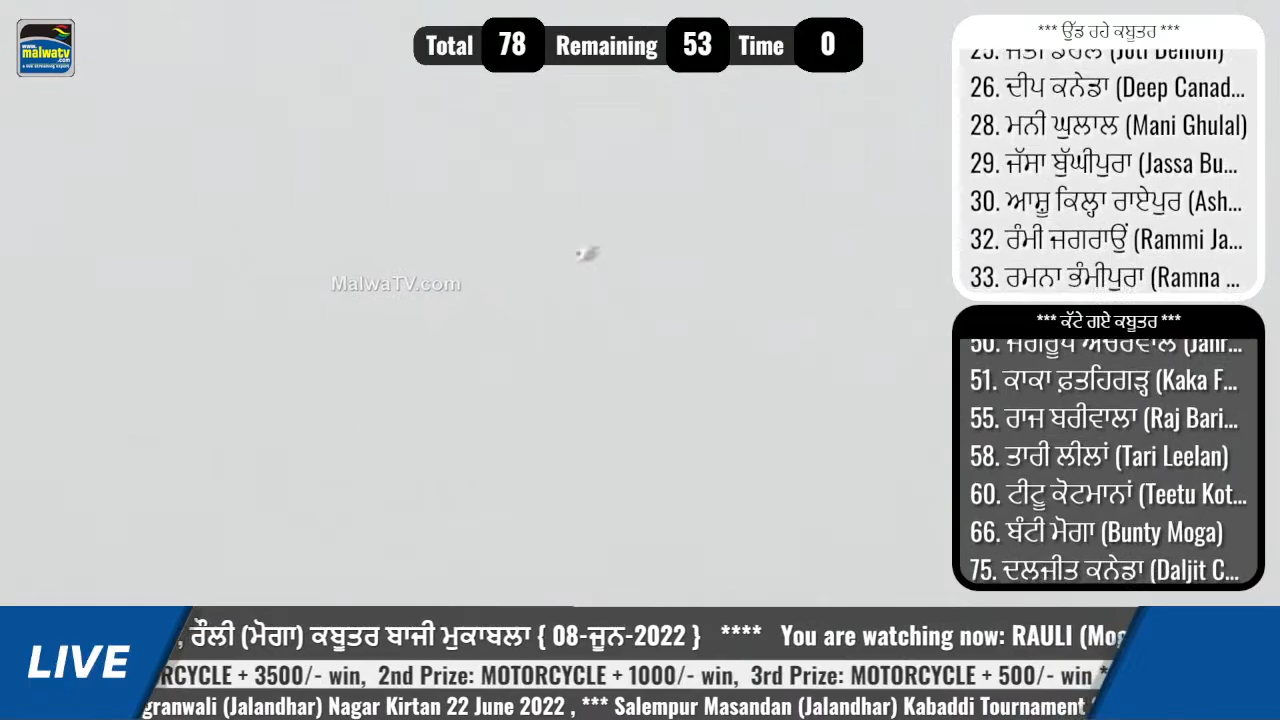 www.
malwatv
.com
Total 78 Remaining 53 Time 0
MalwaTV.com
*** ਉੱਡ ਰਹੇ ਕਬੂਤਰ ***
26. ਦੀਪ ਕਨੇਡਾ (Deep Canad...
28. ਮਨੀ ਘੁਲਾਲ (Mani Ghulal)
29. ਜੱਸਾ ਬੁੱਘੀਪੁਰਾ (Jassa Bu...
30. ਆਸ਼ੂ ਕਿਲ੍ਹਾ ਰਾਏਪੁਰ (Ash...
32. ਰੰਮੀ ਜਗਰਾਉਂ (Rammi Ja...
33. ਰਮਨਾ ਭੰਮੀਪੁਰਾ (Ramna ...
*** ਕੱਟੇ ਗਏ ਕਬੂਤਰ ***
51. ਕਾਕਾ ਫ਼ਤਹਿਗੜ੍ਹ (Kaka F...
55. ਰਾਜ ਬਰੀਵਾਲਾ (Raj Bari...
58. ਤਾਰੀ ਲੀਲਾਂ (Tari Leelan)
60. ਟੀਟੂ ਕੋਟਮਾਨਾਂ (Teetu Kot...
66. ਬੰਟੀ ਮੋਗਾ (Bunty Moga)
75. ਦਲਜੀਤ ਕਨੇਡਾ (Daljit C...
LIVE
, ਰੌਲੀ (ਮੋਗਾ) ਕਬੂਤਰ ਬਾਜੀ ਮੁਕਾਬਲਾ { 08-ਜੂਨ-2022 } **** You are watching now: RAULI (Mog
RCYCLE + 3500/- win, 2nd Prize: MOTORCYCLE + 1000/- win, 3rd Prize: MOTORCYCLE + 500/- win *
granwali (Jalandhar) Nagar Kirtan 22 June 2022 , *** Salempur Masandan (Jalandhar) Kabaddi Tournament